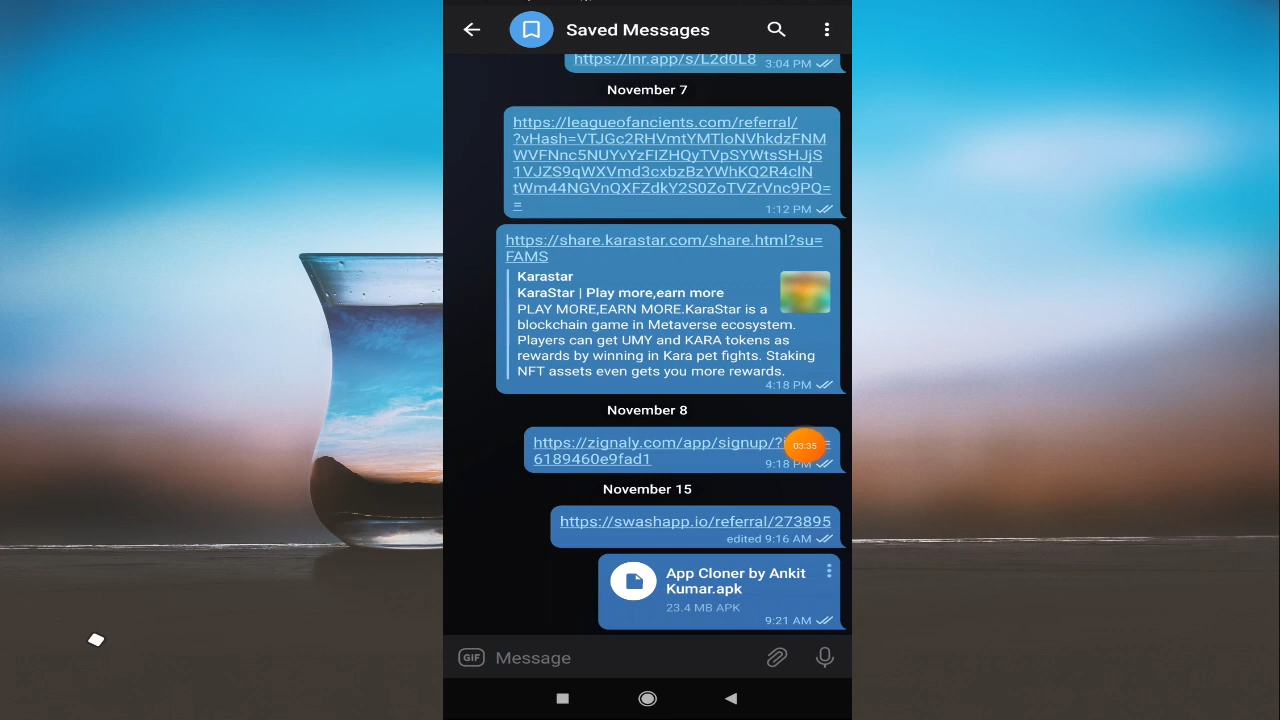 Saved Messages
https://lnr.app/s/L2d0L8
3:04 PM
November 7
https://leagueofancients.com/referral/
?vHash=VTJGc2RHVmtYMTloNVhkdzFNM
WVFNnc5NUYvYzFIZHQyTVpSYWtsSHJjS
1VJZS9qWXVmd3cxbzBzYWhKQ2R4clN
tWm44NGVnQXFZdkY2S0ZoTVZrVnc9PQ=
=
1:12 PM
https://share.karastar.com/share.html?su=
FAMS
Karastar
KaraStar | Play more,earn more
PLAY MORE,EARN MORE.KaraStar is a
blockchain game in Metaverse ecosystem.
Players can get UMY and KARA tokens as
rewards by winning in Kara pet fights. Staking
NFT assets even gets you more rewards.
4:18 PM
November 8
https://zignaly.com/app/signup/?
03:35
6189460e9fad1
9:18 PM
November 15
https://swashapp.io/referral/273895
edited 9:16 AM
App Cloner by Ankit
Kumar.apk
23.4 MB APK
9:21 AM
GIF Message